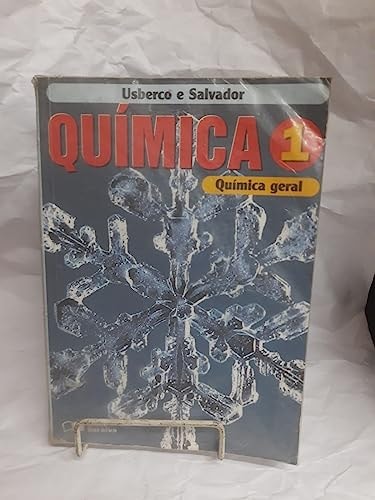 Usberco e Salvador
QUÍMICA 1
Química geral